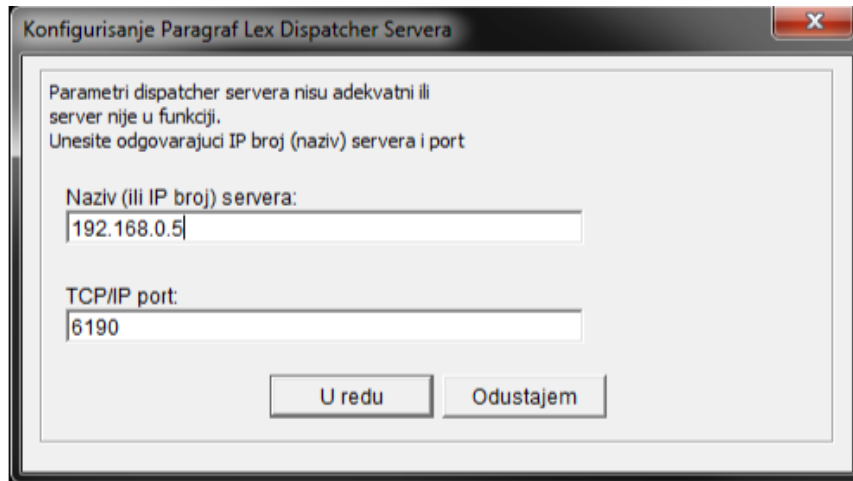 Konfigurisanje Paragraf Lex Dispatcher Servera
Parametri dispatcher servera nisu adekvatni ili
server nije u funkciji.
Unesite odgovarajuci IP broj (naziv) servera i port
Naziv (ili IP broj) servera:
192.168.0.5
TCP/IP port:
6190
U redu
Odustajem